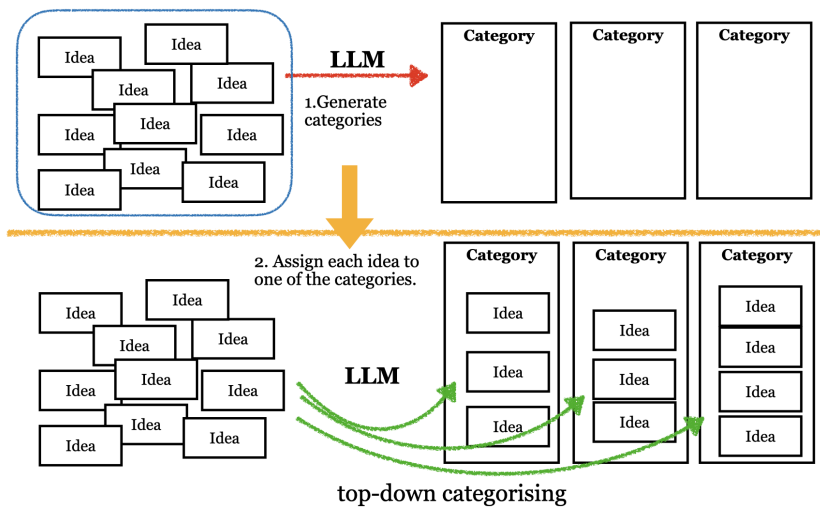 Idea
Idea
Idea
Idea
Idea
Idea
Idea
Idea
Idea
Idea
LLM
1.Generate
categories
Category
Category
Category
2. Assign each idea to
one of the categories.
Idea
Idea
Idea
Idea
Idea
Idea
Idea
Idea
Idea
Idea
LLM
Category
Idea
Idea
Idea
Category
Idea
Idea
Idea
Category
Idea
Idea
Idea
Idea
top-down categorising